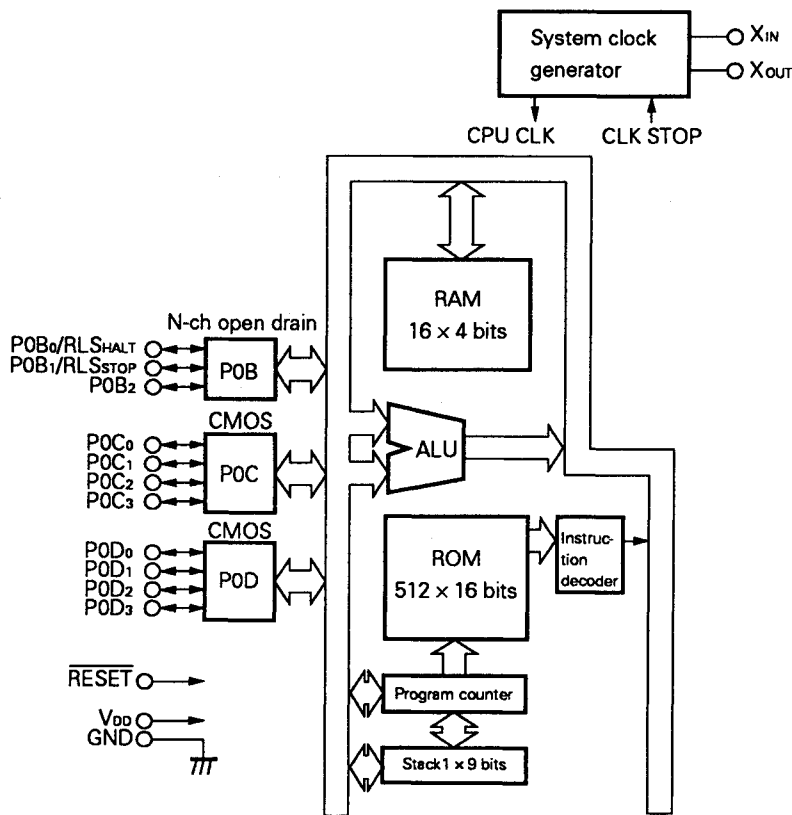 System clock
generator
XIN
XOUT
CPU CLK
CLK STOP
RAM
16 × 4 bits
N-ch open drain
P0B0/RLSHALT
P0B1/RLSSTOP
P0B2
P0B
CMOS
P0C0
P0C1
P0C2
P0C3
P0C
ALU
CMOS
P0D0
P0D1
P0D2
P0D3
P0D
ROM
512 × 16 bits
Instruc-
tion
decoder
RESET
VDD
GND
Program counter
Stack1 × 9 bits